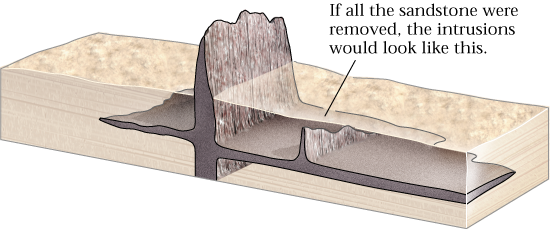 If all the sandstone were
removed, the intrusions
would look like this.